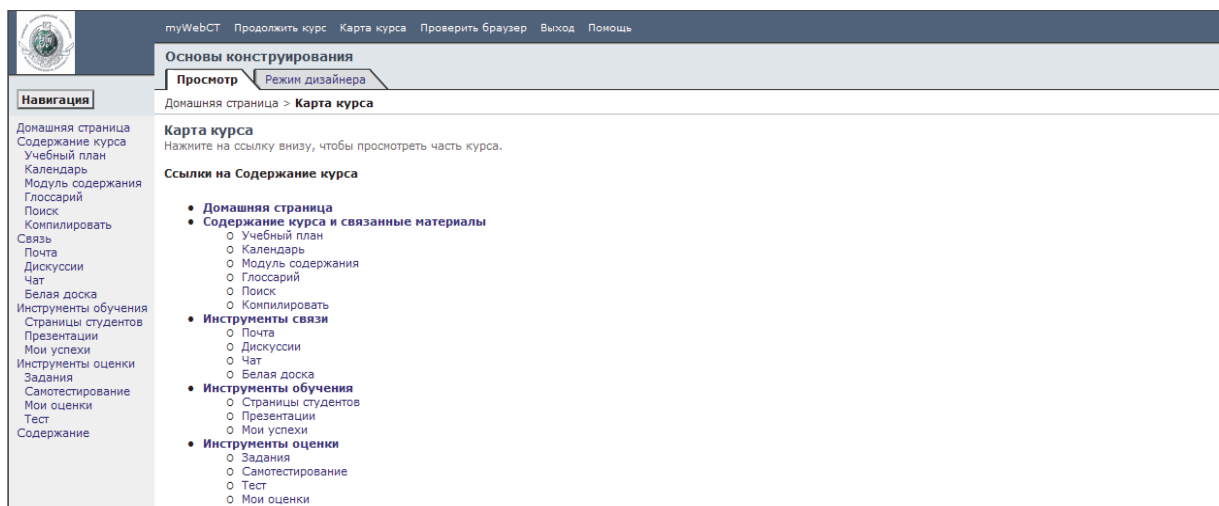 myWebCT Продолжить курс Карта курса Проверить браузер Выход Помощь
Основы конструирования
Просмотр Режим дизайнера
Домашняя страница > Карта курса
Навигация
Домашняя страница
Содержание курса
Учебный план
Календарь
Модуль содержания
Глоссарий
Поиск
Компилировать
Связь
Почта
Дискуссии
Чат
Белая доска
Инструменты обучения
Страницы студентов
Презентации
Мои успехи
Инструменты оценки
Задания
Самотестирование
Мои оценки
Тест
Содержание
Карта курса
Нажмите на ссылку внизу, чтобы просмотреть часть курса.
Ссылки на Содержание курса
• Домашняя страница
• Содержание курса и связанные материалы
○ Учебный план
○ Календарь
○ Модуль содержания
○ Глоссарий
○ Поиск
○ Компилировать
• Инструменты связи
○ Почта
○ Дискуссии
○ Чат
○ Белая доска
• Инструменты обучения
○ Страницы студентов
○ Презентации
○ Мои успехи
• Инструменты оценки
○ Задания
○ Самотестирование
○ Тест
○ Мои оценки